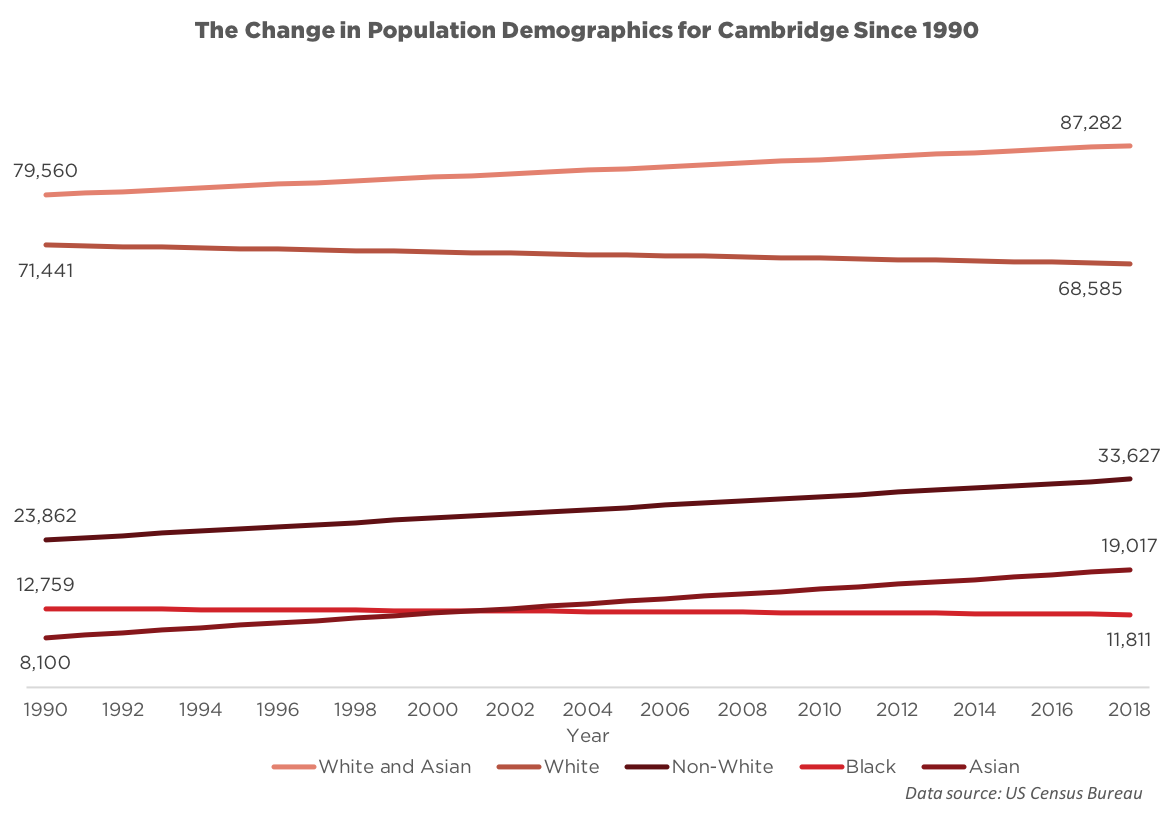 The Change in Population Demographics for Cambridge Since 1990
87,282
79,560
71,441
68,585
33,627
23,862
19,017
12,759
11,811
8,100
1990 1992 1994 1996 1998 2000 2002 2004 2006 2008 2010 2012 2014 2016 2018
Year
White and Asian White Non-White Black Asian
Data source: US Census Bureau